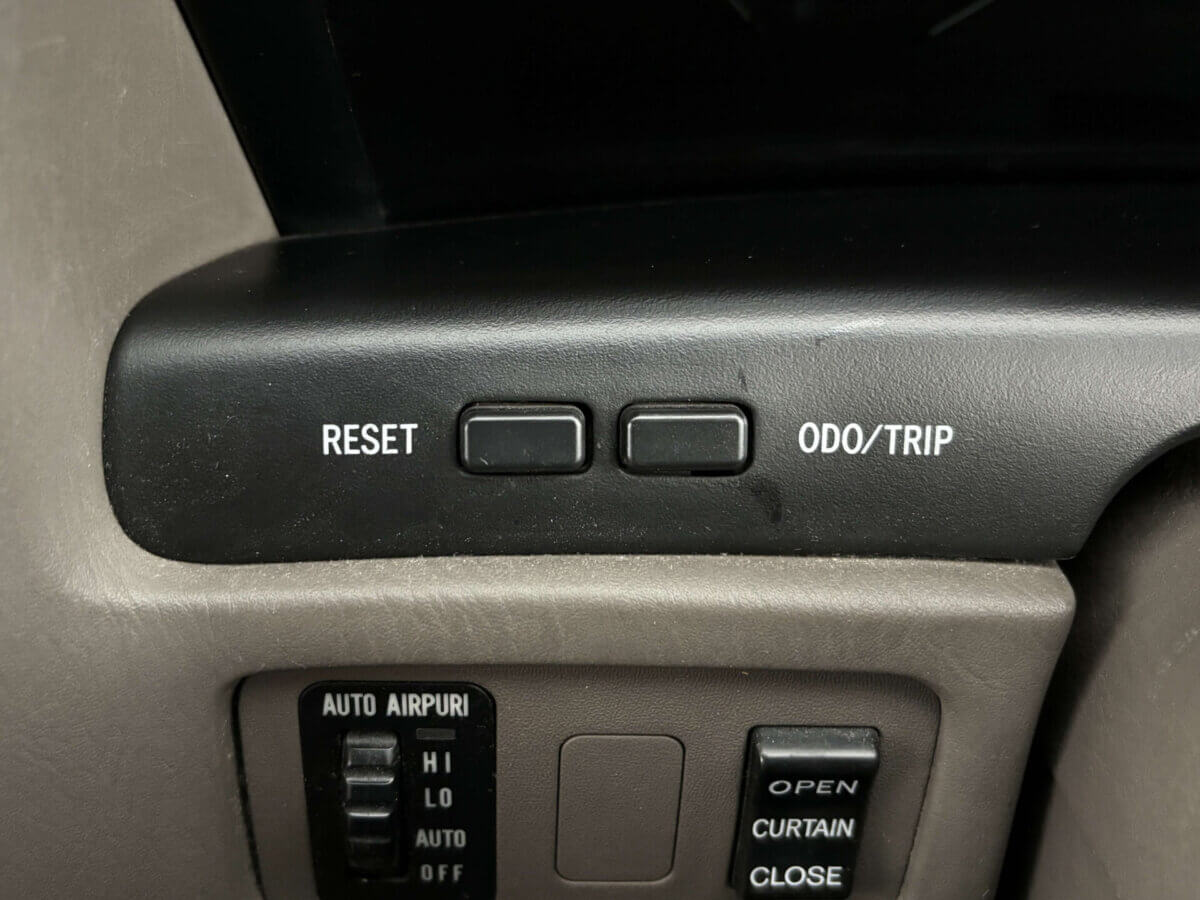 RESET
ODO/TRIP
AUTO AIRPURI
HI
LO
AUTO
OFF
OPEN
CURTAIN
CLOSE